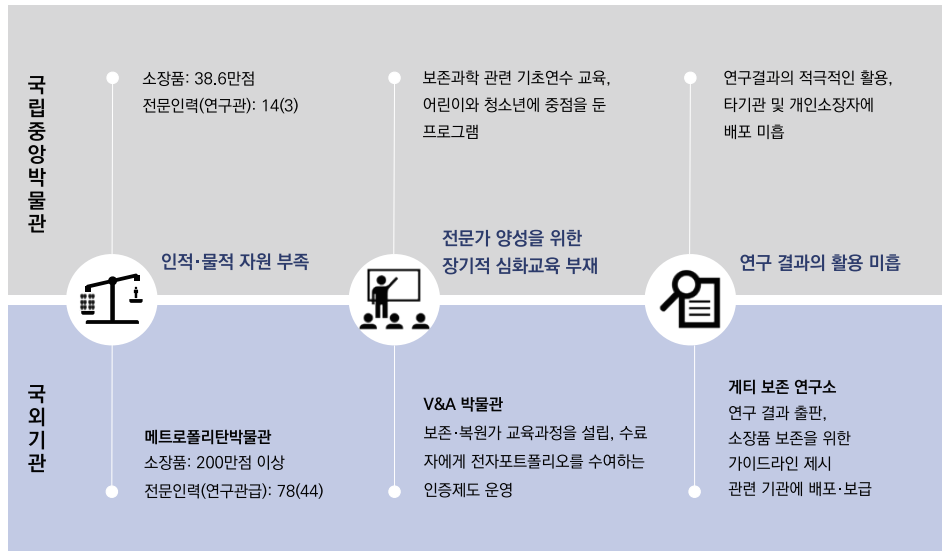 국립중앙박물관
소장품: 38.6만점
전문인력(연구관): 14(3)
인적·물적 자원 부족
보존과학 관련 기초연수 교육,
어린이와 청소년에 중점을 둔
프로그램
전문가 양성을 위한
장기적 심화교육 부재
연구결과의 적극적인 활용,
타기관 및 개인소장자에
배포 미흡
연구 결과의 활용 미흡
국외기관
메트로폴리탄박물관
소장품: 200만점 이상
전문인력(연구관급): 78(44)
V&A 박물관
보존·복원가 교육과정을 설립, 수료
자에게 전자포트폴리오를 수여하는
인증제도 운영
게티 보존 연구소
연구 결과 출판,
소장품 보존을 위한
가이드라인 제시
관련 기관에 배포·보급